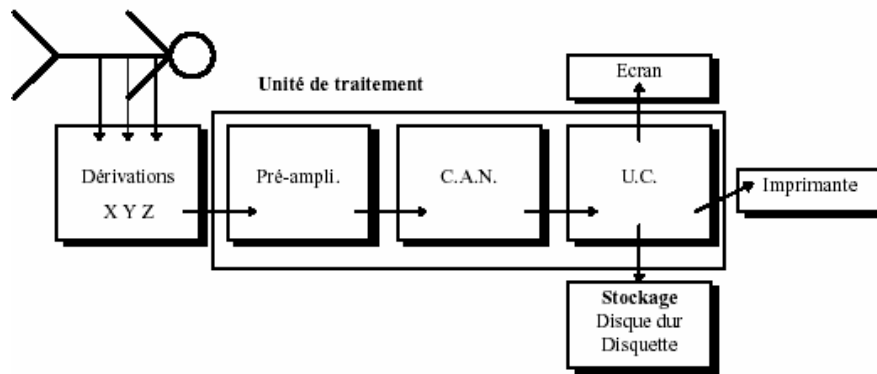 Unité de traitement
Ecran
Dérivations
X Y Z
Pré-ampli.
C.A.N.
U.C.
Imprimante
Stockage
Disque dur
Disquette